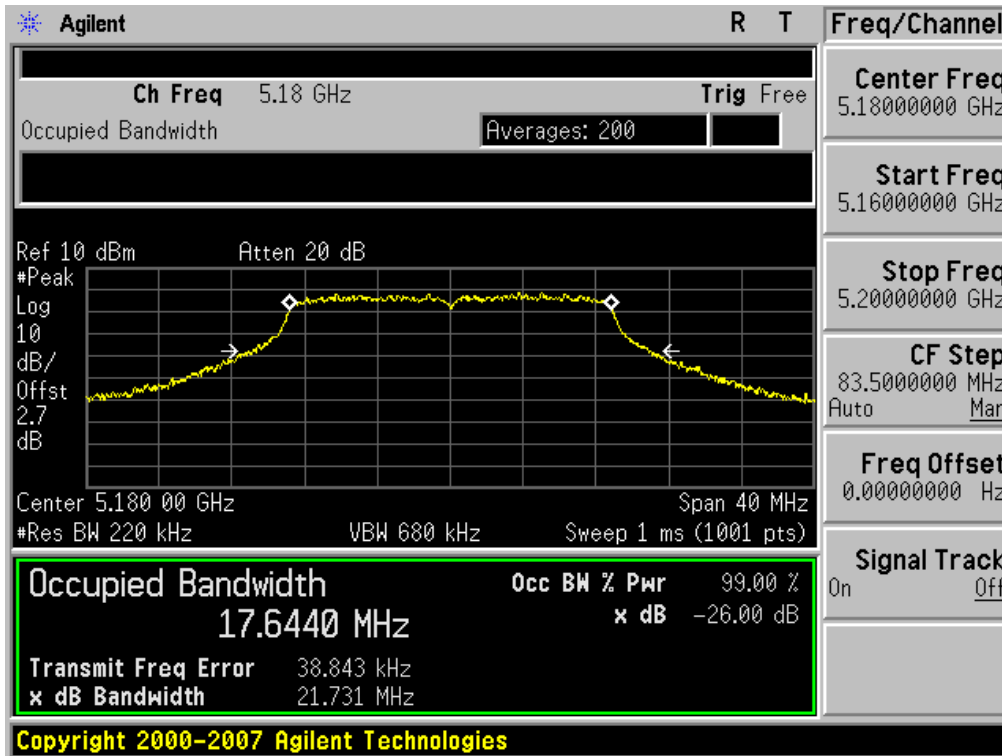 Agilent R T
Ch Freq 5.18 GHz Trig Free
Occupied Bandwidth Averages: 200
Ref 10 dBm Atten 20 dB
#Peak
Log
10
dB/
Offst
2.7
dB
Center 5.180 00 GHz Span 40 MHz
#Res BW 220 kHz VBW 680 kHz Sweep 1 ms (1001 pts)
Occupied Bandwidth
17.6440 MHz
Occ BW % Pwr 99.00 %
x dB -26.00 dB
Transmit Freq Error 38.843 kHz
x dB Bandwidth 21.731 MHz
Copyright 2000-2007 Agilent Technologies
Freq/Channel
Center Freq
5.18000000 GHz
Start Freq
5.16000000 GHz
Stop Freq
5.20000000 GHz
CF Step
83.5000000 MHz
Auto Man
Freq Offset
0.00000000 Hz
Signal Track
On Off